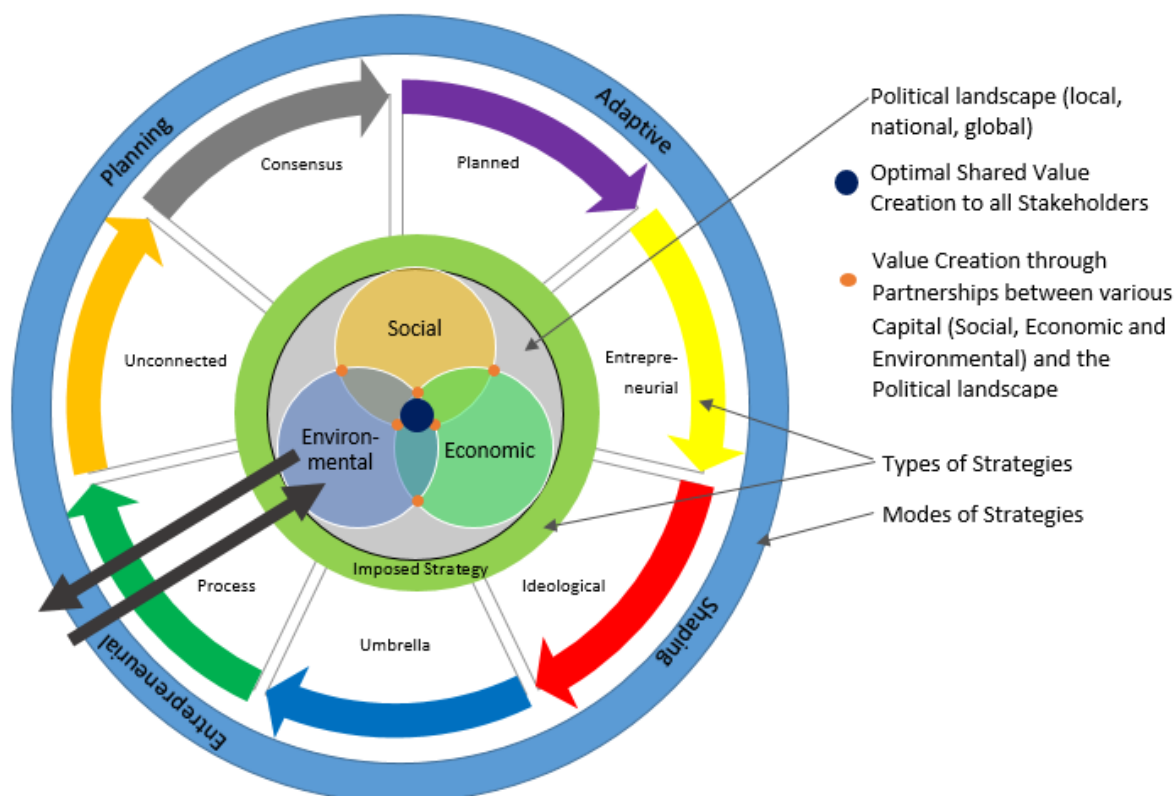 Planning
Adaptive
Consensus
Planned
Unconnected
Entrepre-
neurial
Social
Environ-
mental
Economic
Imposed Strategy
Process
Ideological
Umbrella
Entrepreneurial
Shaping
Political landscape (local,
national, global)
Optimal Shared Value
Creation to all Stakeholders
Value Creation through
Partnerships between various
Capital (Social, Economic and
Environmental) and the
Political landscape
Types of Strategies
Modes of Strategies